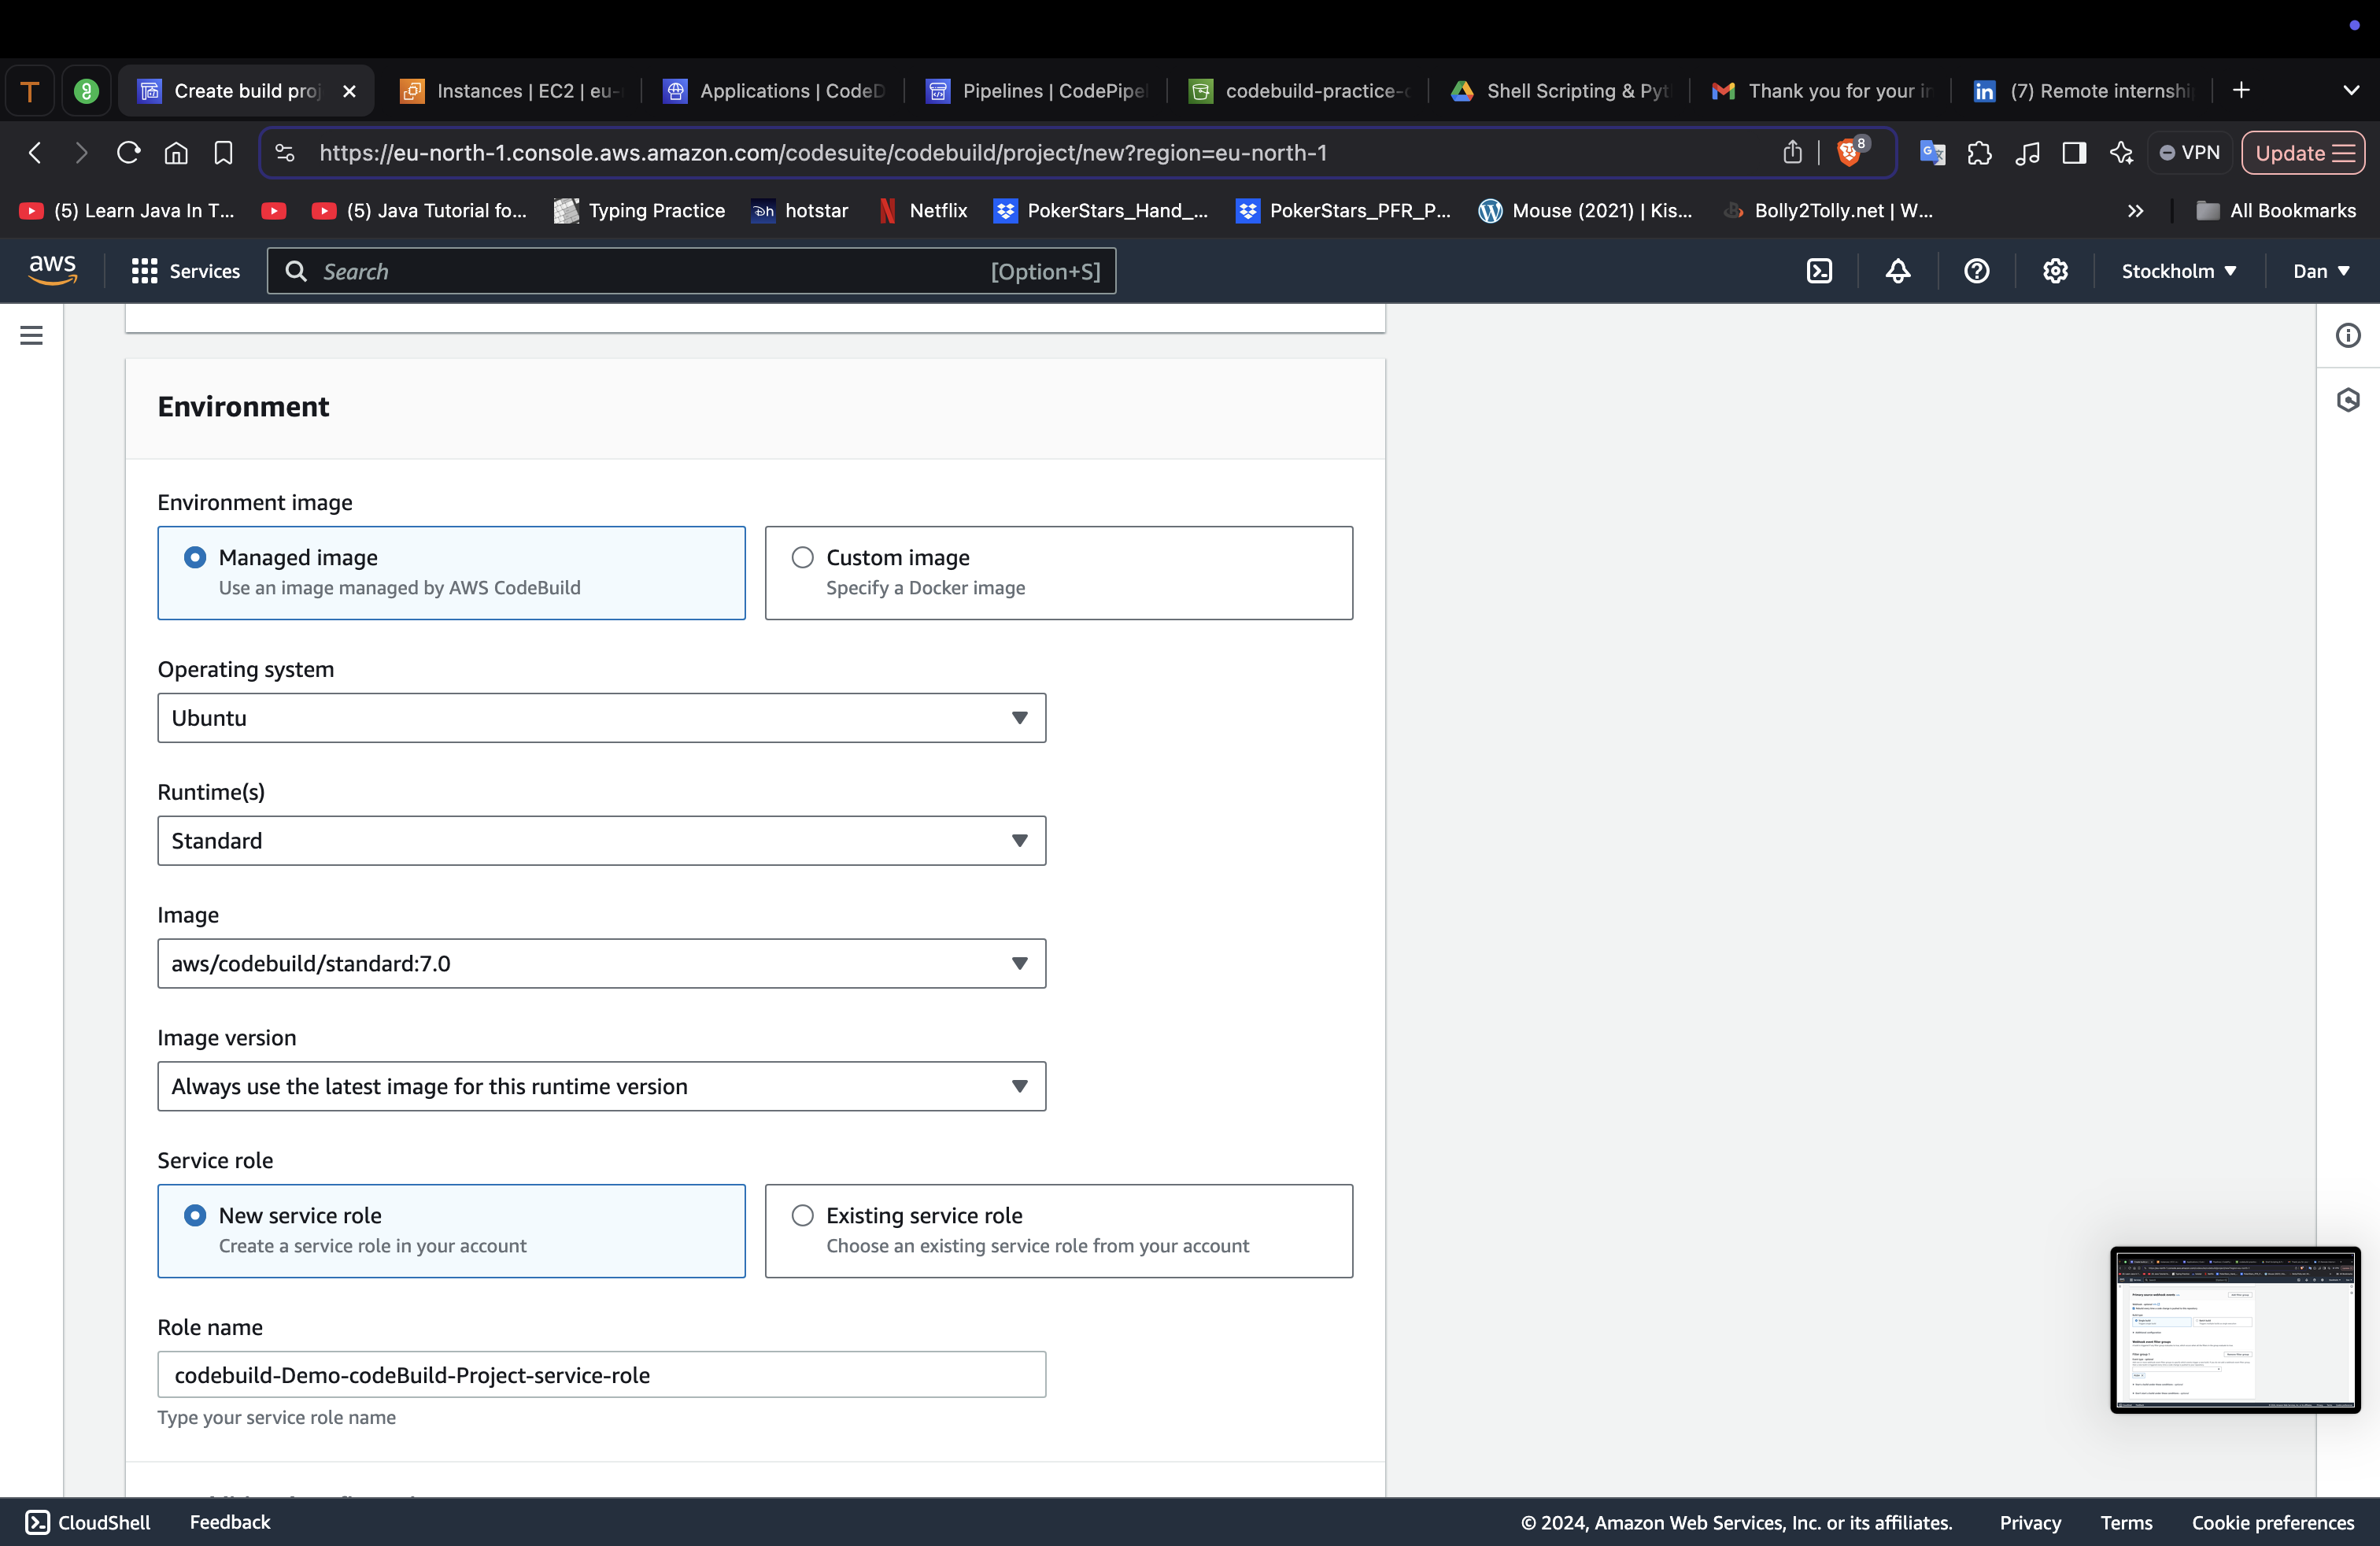 T
Create build proj
Instances | EC2 | eu-
Applications | CodeD
Pipelines | CodePipel
codebuild-practice-c
Shell Scripting & Pyt
Thank you for your in
(7) Remote internshi
https://eu-north-1.console.aws.amazon.com/codesuite/codebuild/project/new?region=eu-north-1
8
VPN
Update
(5) Learn Java In T...
(5) Java Tutorial fo...
Typing Practice
hotstar
Netflix
PokerStars_Hand_...
PokerStars_PFR_P...
Mouse (2021) | Kis...
Bolly2Tolly.net | W...
All Bookmarks
aws
Services
Search
[Option+S]
Stockholm
Dan
Environment
Environment image
Managed image
Use an image managed by AWS CodeBuild
Custom image
Specify a Docker image
Operating system
Ubuntu
Runtime(s)
Standard
Image
aws/codebuild/standard:7.0
Image version
Always use the latest image for this runtime version
Service role
New service role
Create a service role in your account
Existing service role
Choose an existing service role from your account
Role name
codebuild-Demo-codeBuild-Project-service-role
Type your service role name
CloudShell
Feedback
© 2024, Amazon Web Services, Inc. or its affiliates.
Privacy
Terms
Cookie preferences